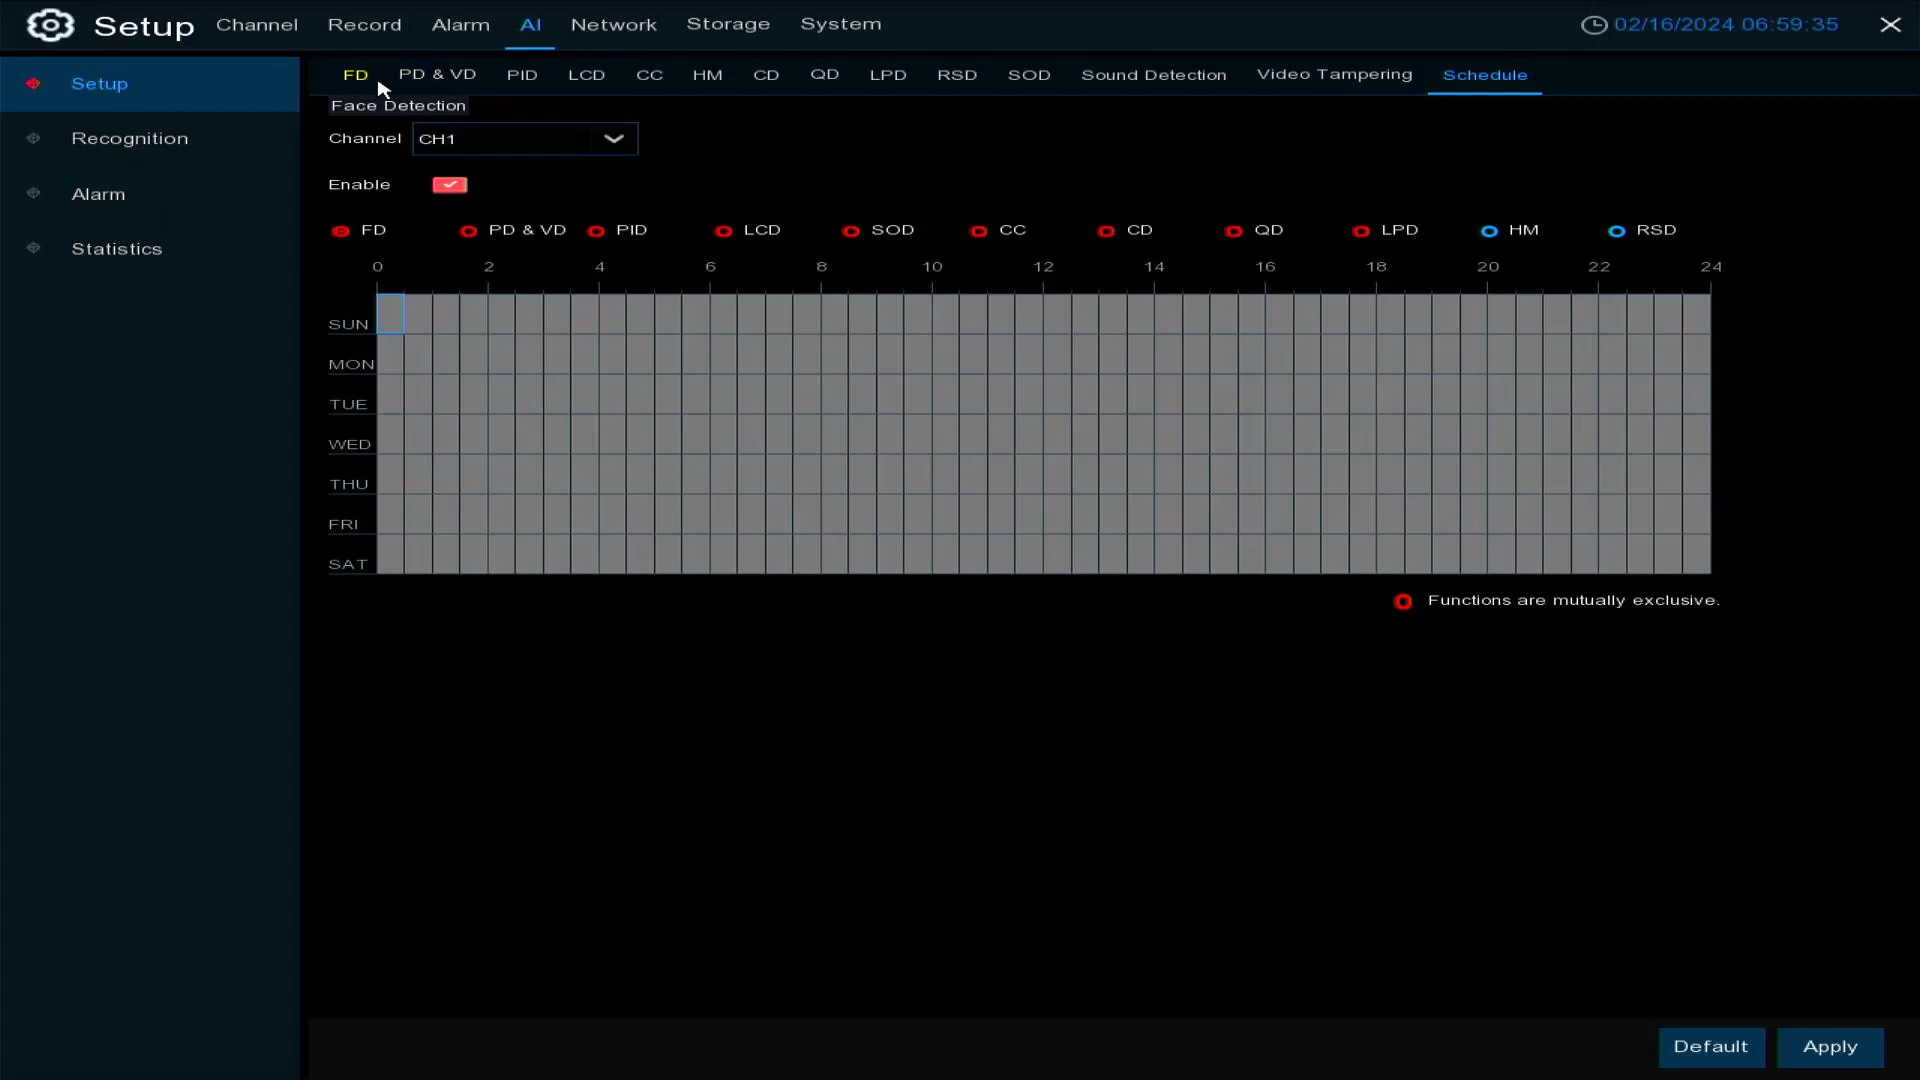 Setup Channel Record Alarm AI Network Storage System 02/16/2024 06:59:35
Setup
Recognition
Alarm
Statistics
FD PD & VD PID LCD CC HM CD QD LPD RSD SOD Sound Detection Video Tampering Schedule
Face Detection
Channel CH1
Enable
FD PD & VD PID LCD SOD CC CD QD LPD HM RSD
0 2 4 6 8 10 12 14 16 18 20 22 24
SUN
MON
TUE
WED
THU
FRI
SAT
Functions are mutually exclusive.
Default Apply